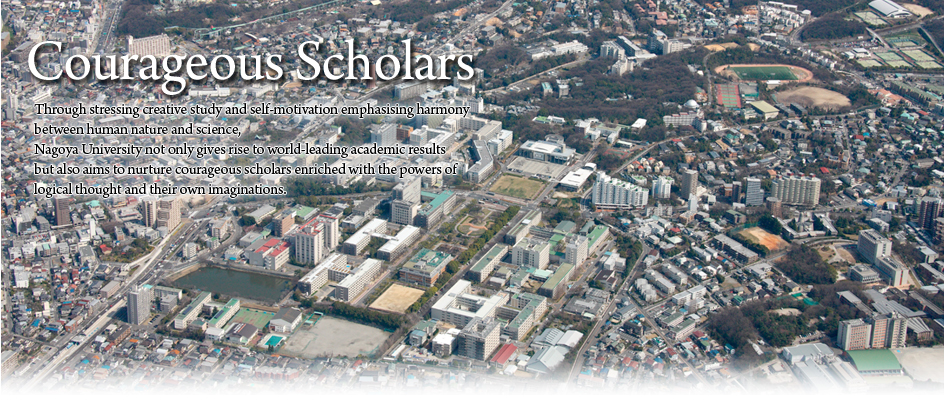 Courageous Scholars
Through stressing creative study and self-motivation emphasising harmony
between human nature and science,
Nagoya University not only gives rise to world-leading academic results
but also aims to nurture courageous scholars enriched with the powers of
logical thought and their own imaginations.